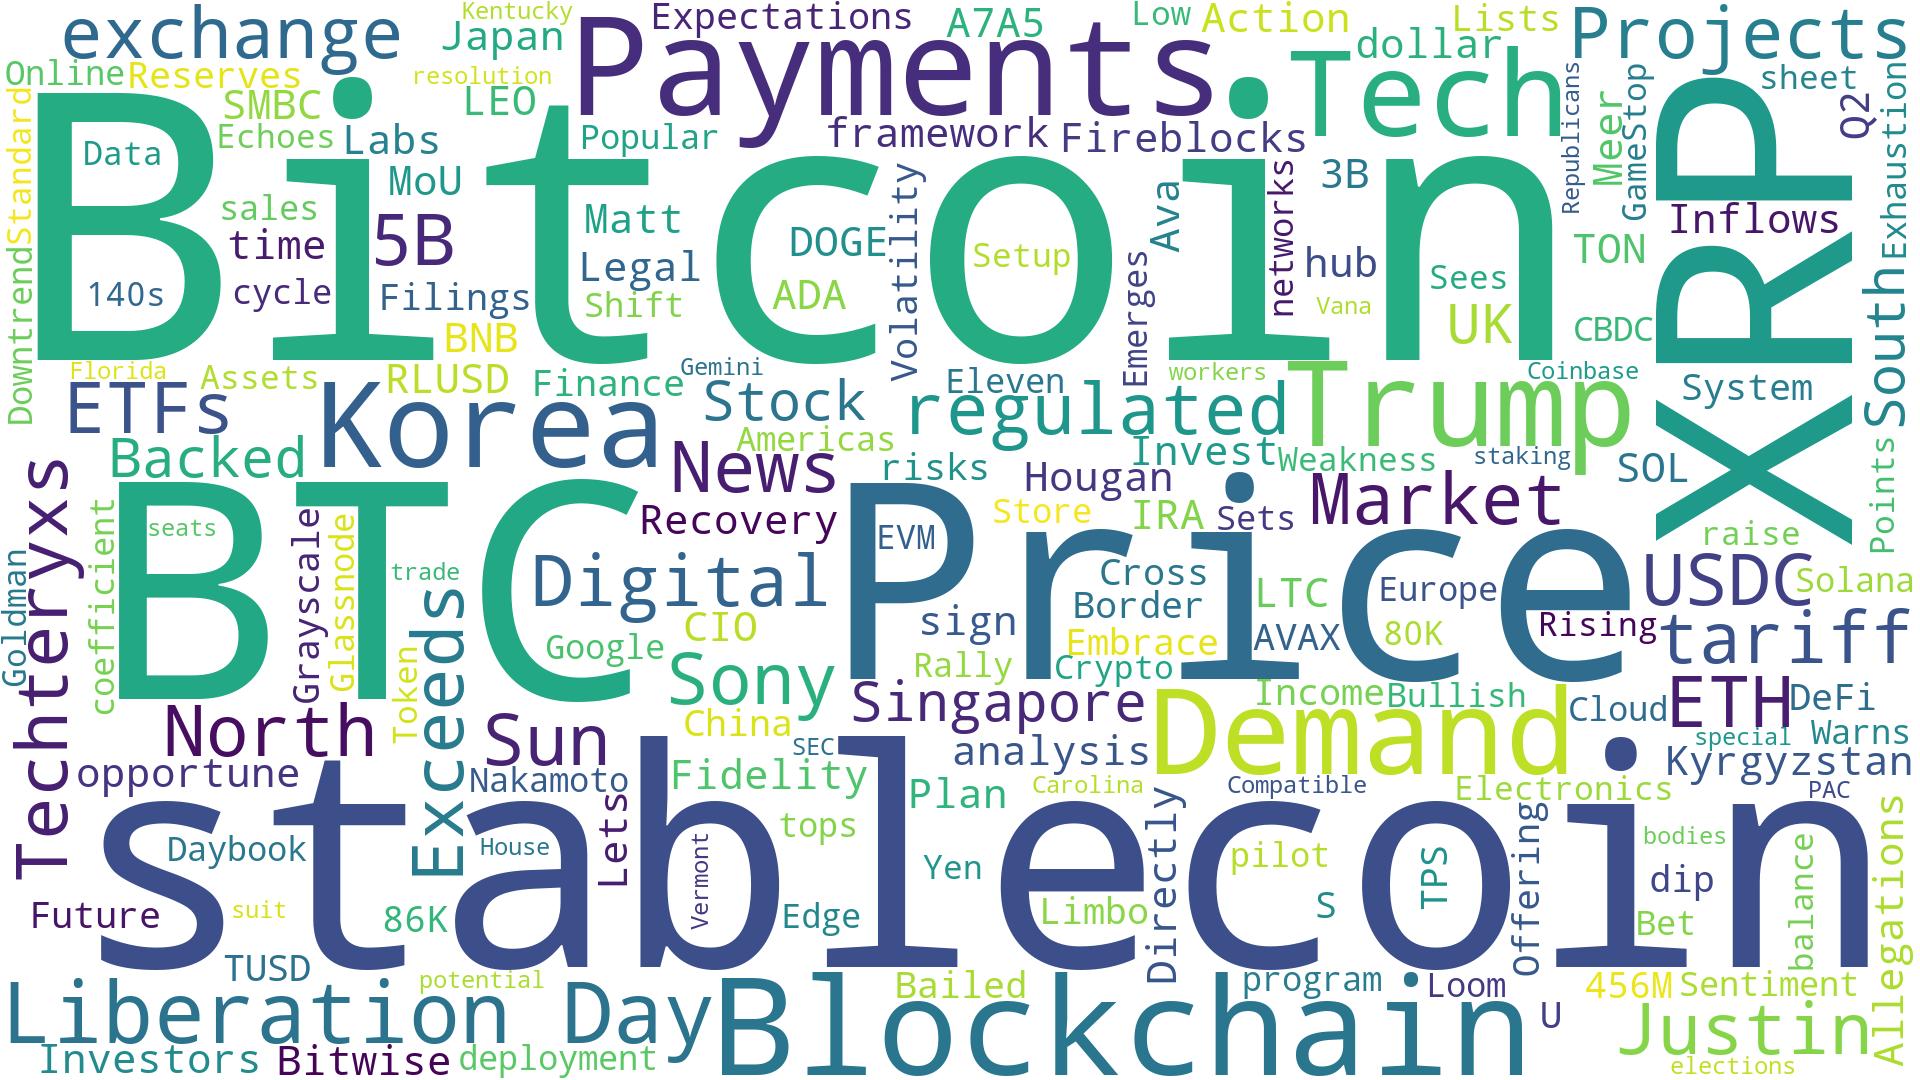 Kentucky
exchange
Japan
Expectations
A7A5
Low
Action
Lists
Projects
Payments
dollar
Tech
Online
Reserves
resolution
sheet
SMBC
LEO
Q2
Echoes
Labs
Popular
framework
Fireblocks
Republicans
Meer
GameStop
Exhaustion
Standard
Data
Bitcoin
MoU
3B
XRP
sales
time
5B
Matt
DOGE
Volatility
Setup
Ava
networks
hub
Inflows
TON
Legal
Sees
140s
cycle
Filings
Shift
ADA
Emerges
Vana
UK
CBDC
South
Downtrend
BNB
Florida
Assets
RLUSD
Finance
Gemini
Eleven
workers
Trump
Coinbase
System
ETFs
Korea
Stock
regulated
Americas
Backed
News
risks
Hougan
Invest
Weakness
staking
SOL
Points
Techteryxs
coefficient
seats
BTC
Grayscale
Glassnode
Recovery
EVM
Price
Store
IRA
Sets
Market
raise
Goldman
trade
Digital
Cross
LTC
Europe
USDC
Solana
Border
Exceeds
Token
Google
CIO
sign
Embrace
AVAX
80K
Rising
tariff
Sony
Rally
Crypto
North
Sun
China
Singapore
Demand
Income
Bullish
Cloud
ETH
DeFi
special
Warns
SEC
analysis
opportune
Nakamoto
Fidelity
Plan
Carolina
Compatible
Electronics
Kyrgyzstan
PAC
stablecoin
Daybook
House
Lets
Vermont
tops
Yen
Directly
pilot
TPS
Offering
bodies
dip
balance
Allegations
Future
suit
86K
Edge
Limbo
S
Bet
TUSD
potential
Bailed
program
Loom
456M
Sentiment
Liberation Day
Blockchain
U
Justin
Investors
Bitwise
deployment
elections